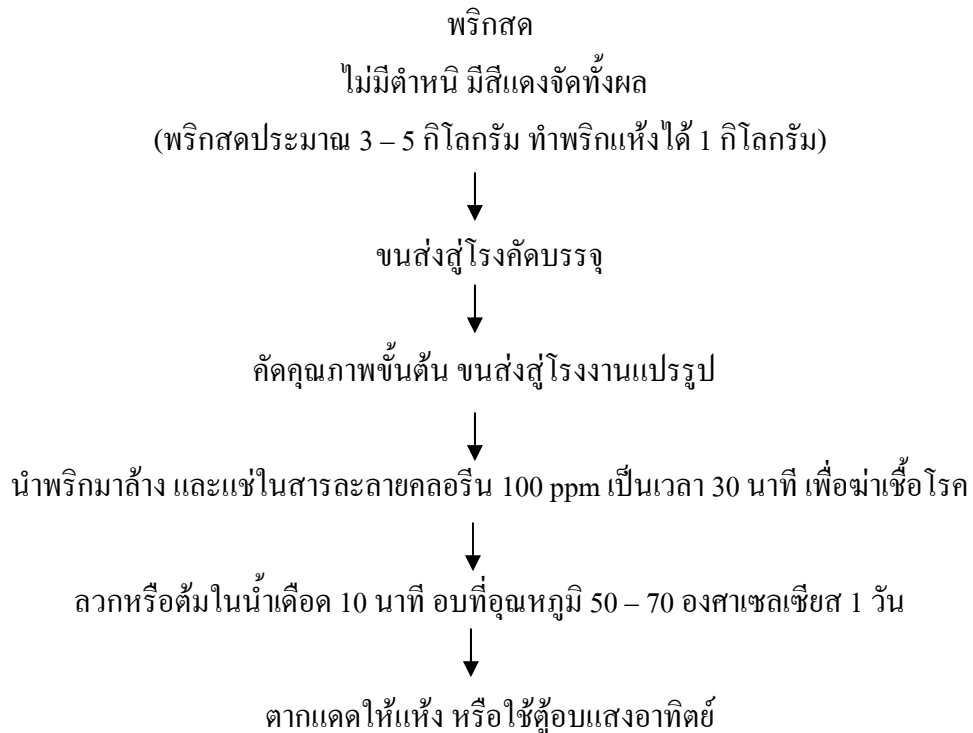 พริกสด
ไม่มีตำหนิ มีสีแดงจัดทั้งผล
(พริกสดประมาณ 3 – 5 กิโลกรัม ทำพริกแห้งได้ 1 กิโลกรัม)
ขนส่งสู่โรงคัดบรรจุ
คัดคุณภาพขั้นต้น ขนส่งสู่โรงงานแปรรูป
นำพริกมาล้าง และแช่ในสารละลายคลอรีน 100 ppm เป็นเวลา 30 นาที เพื่อฆ่าเชื้อโรค
ลวกหรือต้มในน้ำเดือด 10 นาที อบที่อุณหภูมิ 50 – 70 องศาเซลเซียส 1 วัน
ตากแดดให้แห้ง หรือใช้ตู้อบแสงอาทิตย์